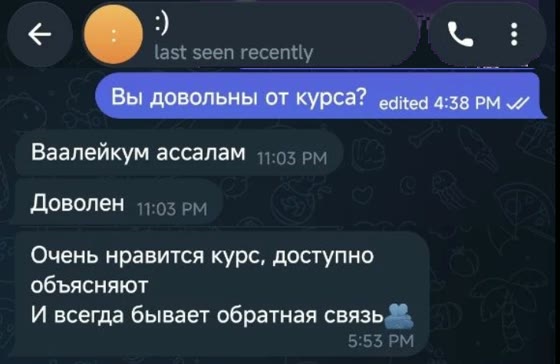 :)
last seen recently
Вы довольны от курса? edited 4:38 PM
Ваалейкум ассалам 11:03 PM
Доволен 11:03 PM
Очень нравится курс, доступно
объясняют
И всегда бывает обратная связь🫂
5:53 PM